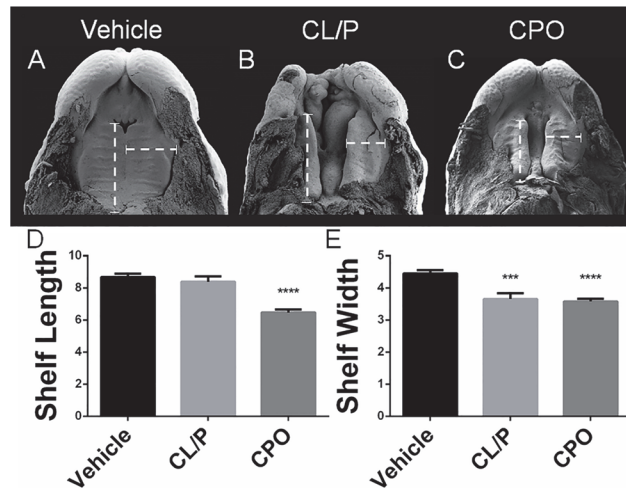 Vehicle CL/P CPO
A B C
D E
Shelf Length
10
8
6
4
2
0
****
Vehicle CL/P CPO
Shelf Width
5
4
3
2
1
0
*** ****
Vehicle CL/P CPO